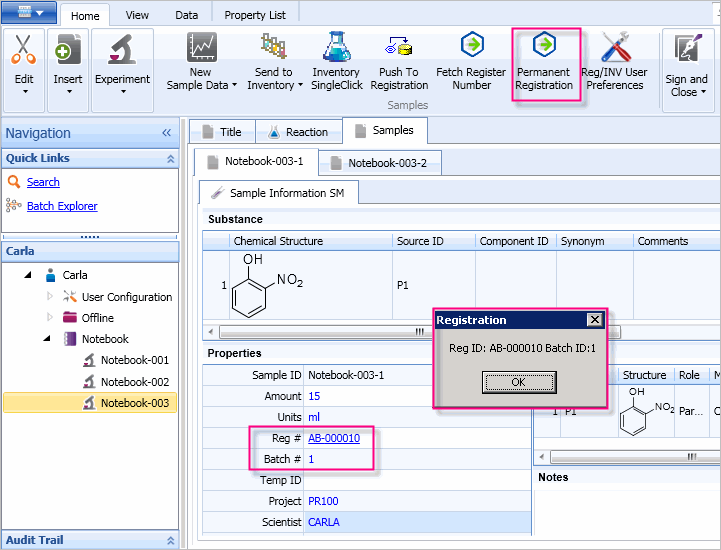 Home View Data Property List
Edit
Insert
Experiment
New
Sample Data
Send to
Inventory
Inventory
SingleClick
Push To
Registration
Fetch Register
Number
Permanent
Registration
Reg/INV User
Preferences
Sign and
Close
Samples
Navigation
Quick Links
Search
Batch Explorer
Carla
Carla
User Configuration
Offline
Notebook
Notebook-001
Notebook-002
Notebook-003
Audit Trail
Title Reaction Samples
Notebook-003-1 Notebook-003-2
Sample Information SM
Substance
Chemical Structure Source ID Component ID Synonym Comments
OH
NO2
1 P1
Properties
Sample ID Notebook-003-1
Amount 15
Units ml
Reg # AB-000010
Batch # 1
Temp ID
Project PR100
Scientist CARLA
Registration
Reg ID: AB-000010 Batch ID:1
OK
Structure Role M
OH
NO2
1 P1 Par... C
Notes